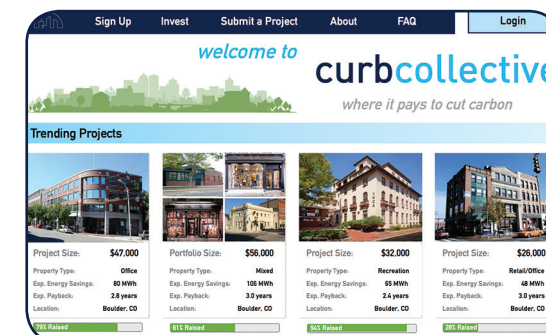 Sign Up Invest Submit a Project About FAQ Login
welcome to
curbcollective
where it pays to cut carbon
Trending Projects
Project Size: $47,000
Property Type: Office
Exp. Energy Savings: 80 MWh
Exp. Payback: 2.8 years
Location: Boulder, CO
75% Raised
Portfolio Size: $56,000
Property Type: Mixed
Exp. Energy Savings: 105 MWh
Exp. Payback: 3.0 years
Location: Boulder, CO
81% Raised
Project Size: $32,000
Property Type: Recreation
Exp. Energy Savings: 65 MWh
Exp. Payback: 2.4 years
Location: Boulder, CO
94% Raised
Project Size: $26,000
Property Type: Retail/Office
Exp. Energy Savings: 48 MWh
Exp. Payback: 3.0 years
Location: Boulder, CO
28% Raised